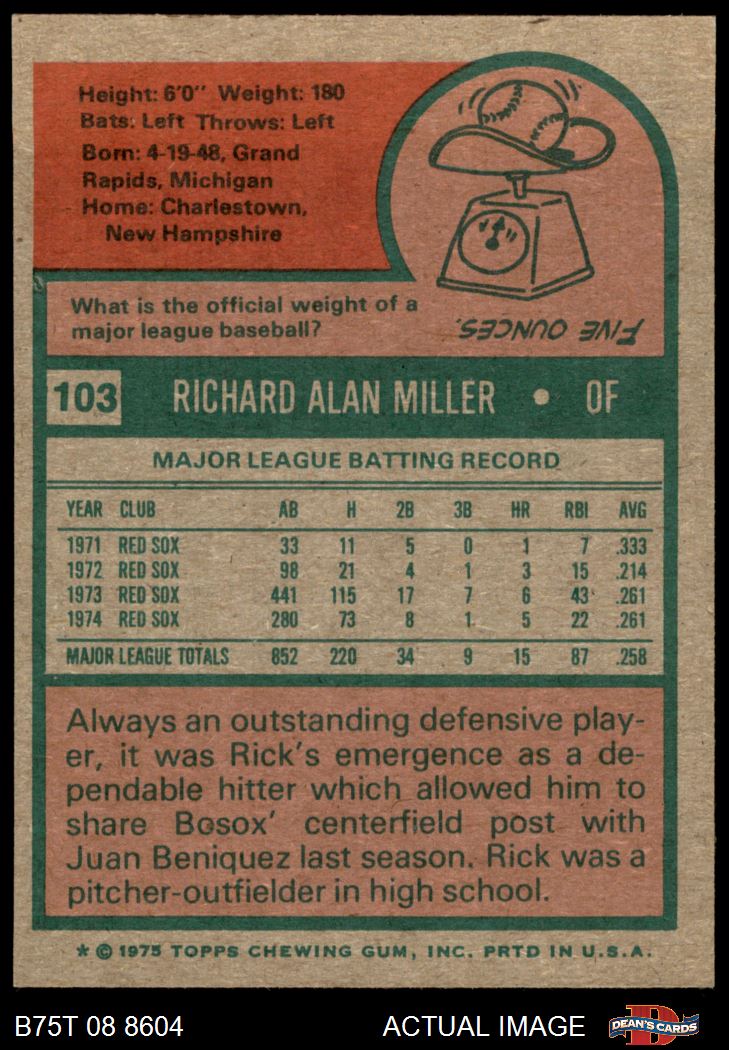 Height: 6'0" Weight: 180
Bats: Left Throws: Left
Born: 4-19-48, Grand
Rapids, Michigan
Home: Charlestown,
New Hampshire
What is the official weight of a
major league baseball?
FIVE OUNCES.
103 RICHARD ALAN MILLER • OF
MAJOR LEAGUE BATTING RECORD
YEAR CLUB AB H 2B 3B HR RBI AVG
1971 RED SOX 33 11 5 0 1 7 .333
1972 RED SOX 98 21 4 1 3 15 .214
1973 RED SOX 441 115 17 7 6 43 .261
1974 RED SOX 280 73 8 1 5 22 .261
MAJOR LEAGUE TOTALS 852 220 34 9 15 87 .258
Always an outstanding defensive play-
er, it was Rick's emergence as a de-
pendable hitter which allowed him to
share Bosox' centerfield post with
Juan Beniquez last season. Rick was a
pitcher-outfielder in high school.
* © 1975 TOPPS CHEWING GUM, INC. PRTD IN U.S.A.
B75T 08 8604 ACTUAL IMAGE DEAN'S CARDS